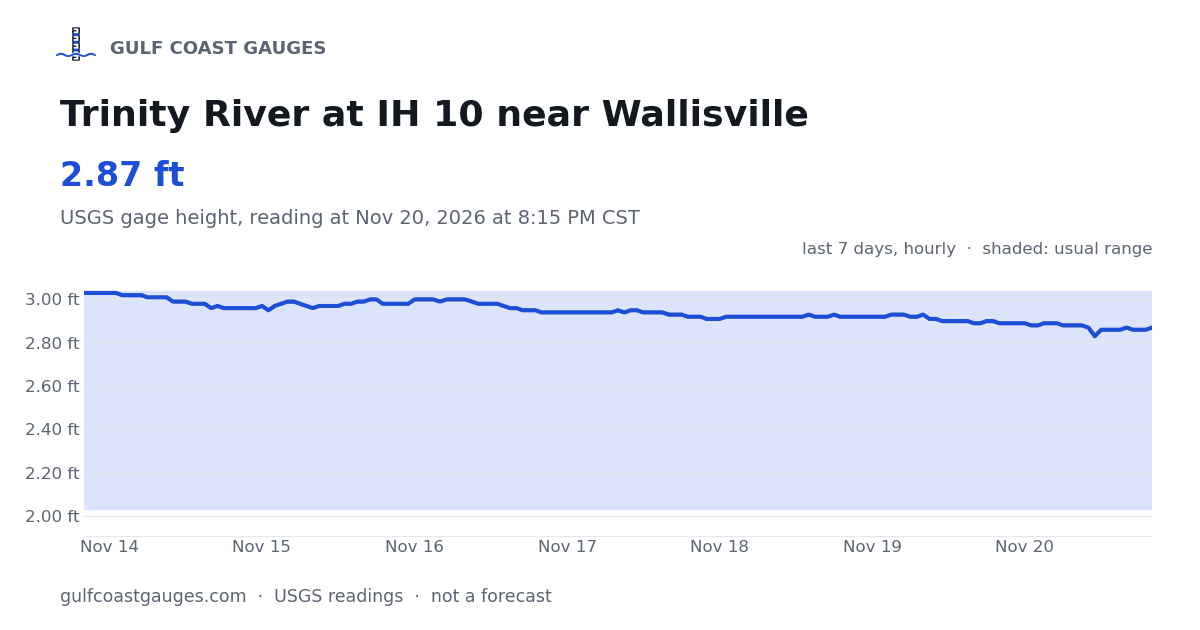 GULF COAST GAUGES
Trinity River at IH 10 near Wallisville
2.87 ft
USGS gage height, reading at Nov 20, 2026 at 8:15 PM CST
last 7 days, hourly · shaded: usual range
3.00 ft
2.80 ft
2.60 ft
2.40 ft
2.20 ft
2.00 ft
Nov 14 Nov 15 Nov 16 Nov 17 Nov 18 Nov 19 Nov 20
gulfcoastgauges.com · USGS readings · not a forecast